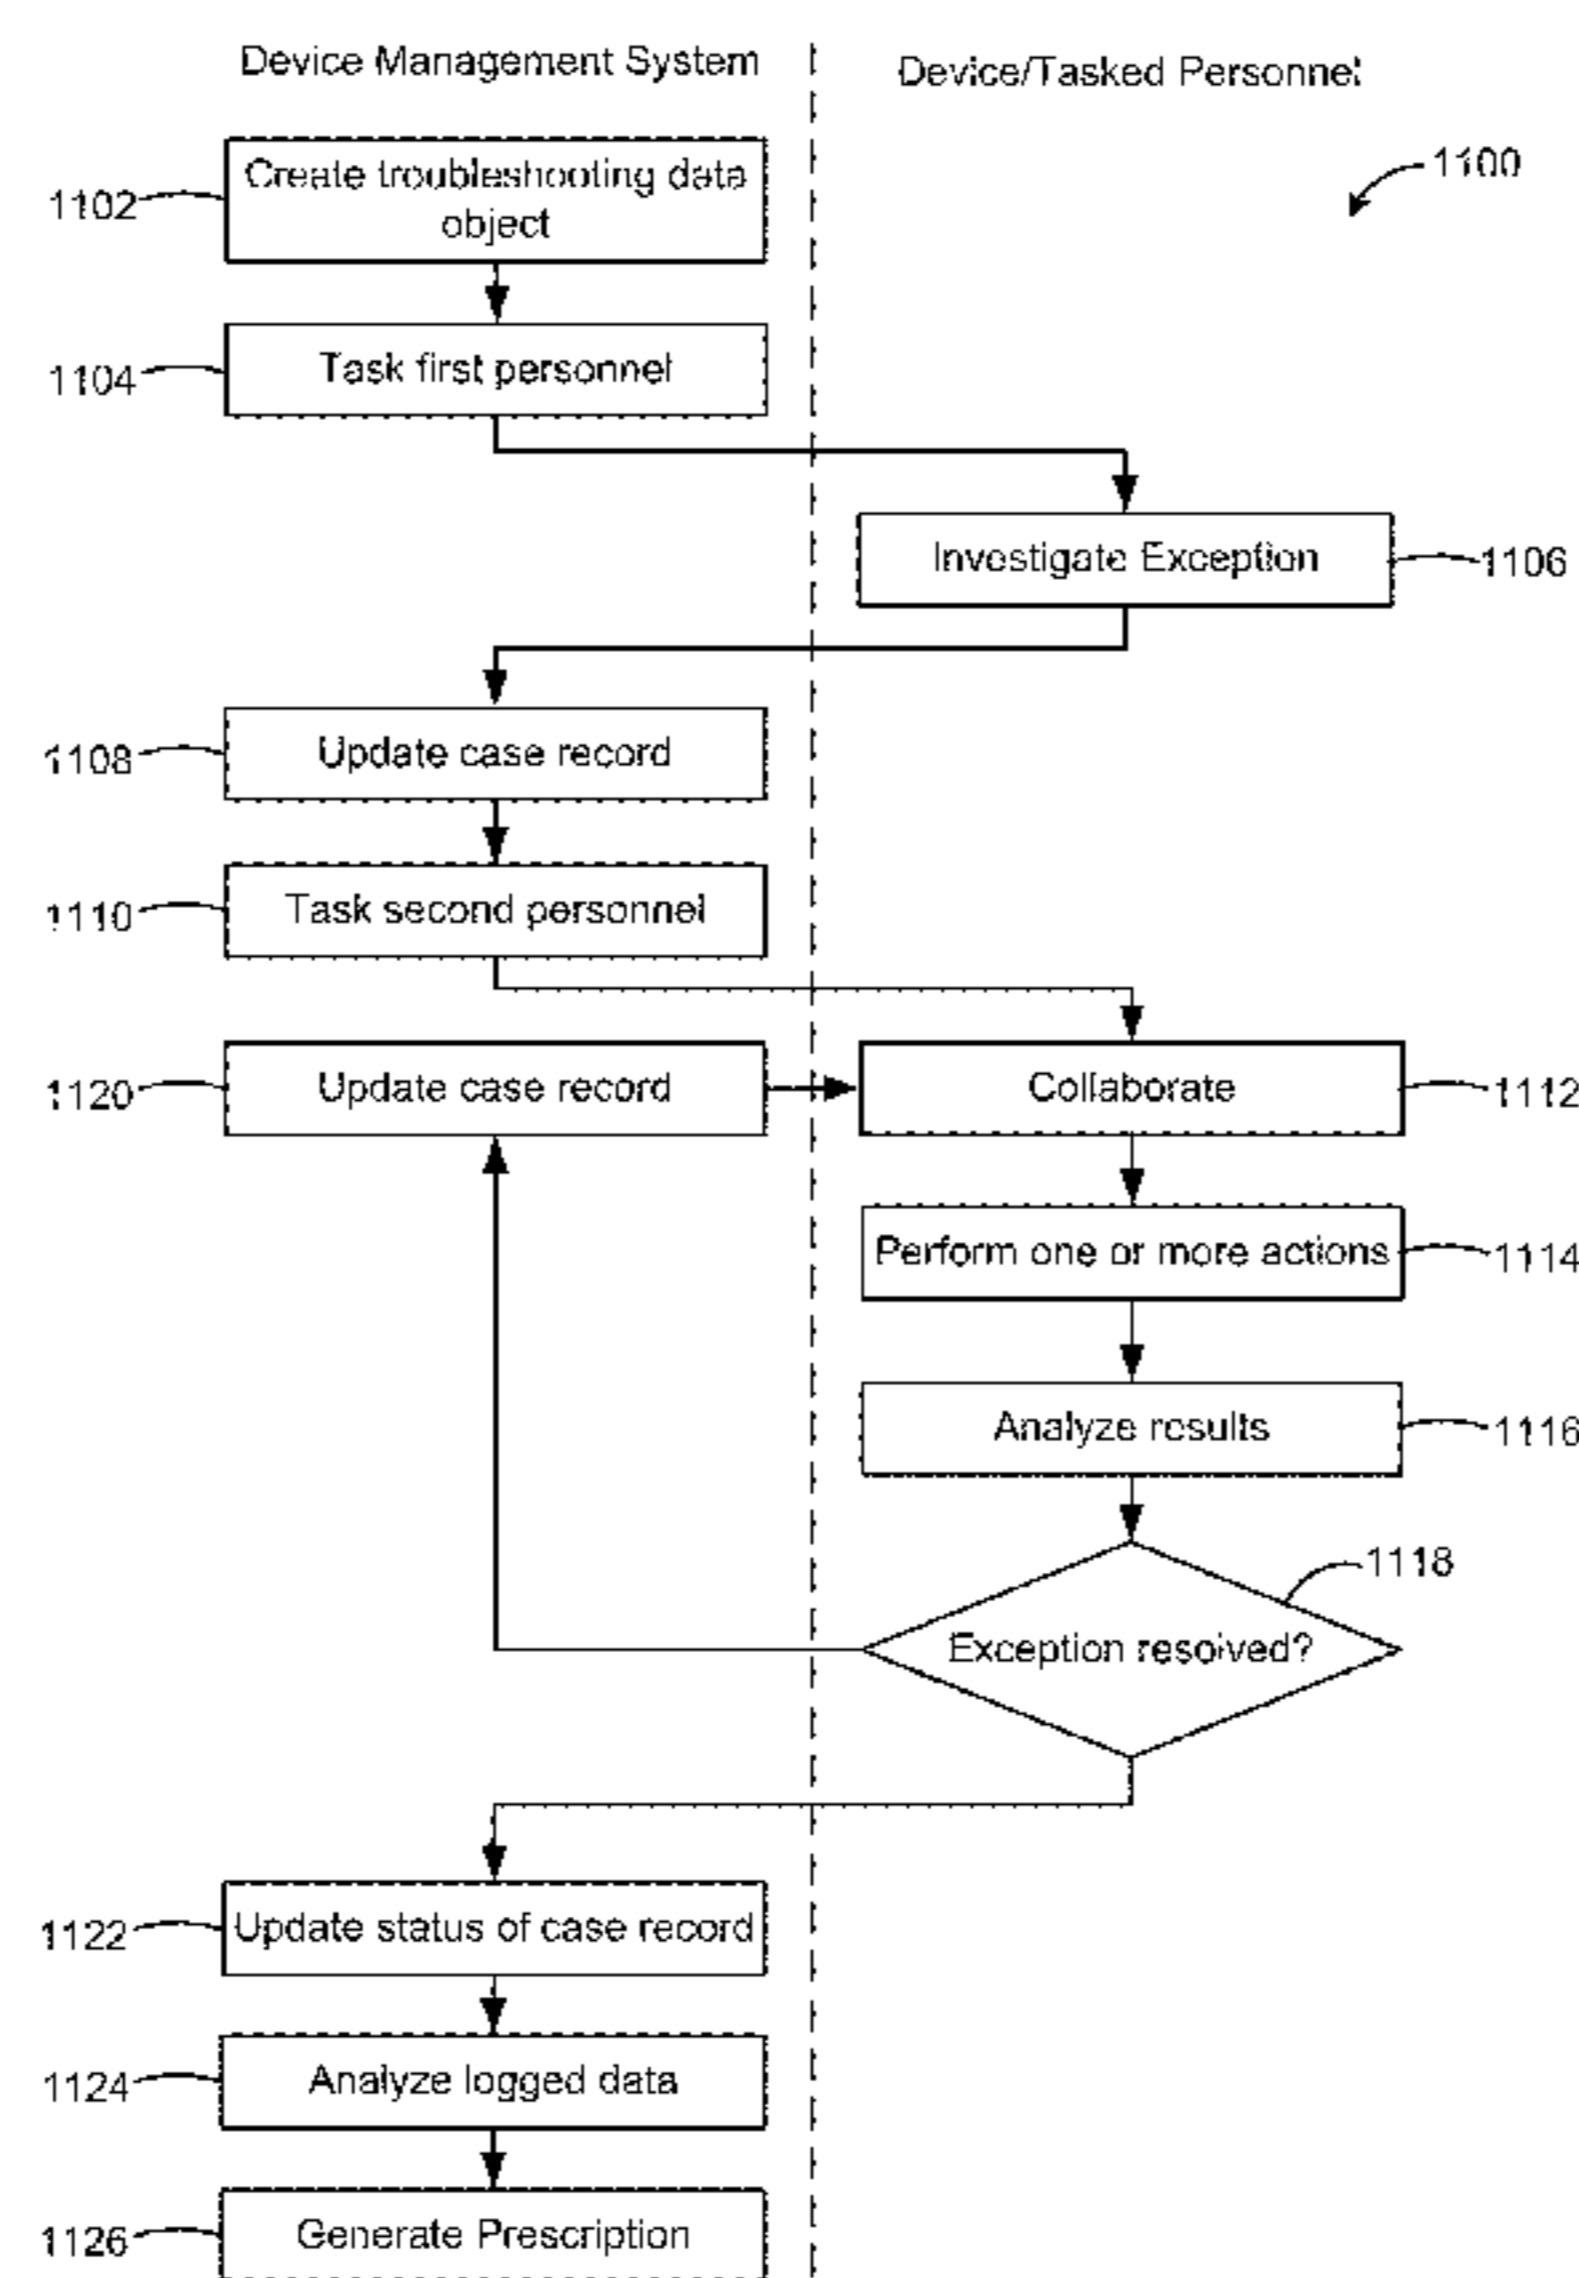 Device Management System
Device/Tasked Personnel
1100
1102
Create troubleshooting data
object
1104
Task first personnel
Investigate Exception
1106
1108
Update case record
1110
Task second personnel
1120
Update case record
Collaborate
1112
Perform one or more actions
1114
Analyze results
1116
1118
Exception resolved?
1122
Update status of case record
1124
Analyze logged data
1126
Generate Prescription